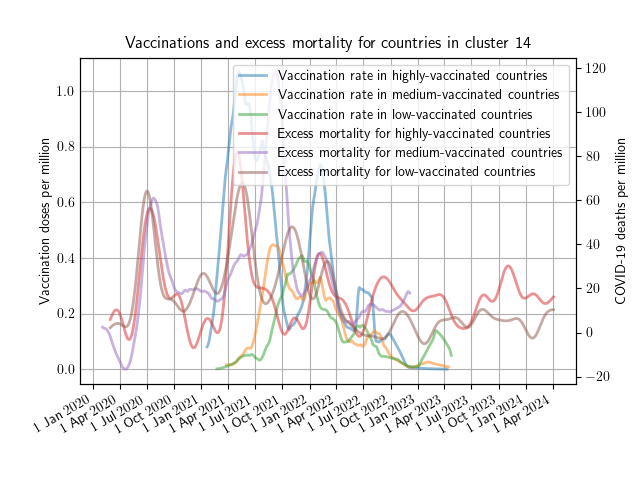 Vaccinations and excess mortality for countries in cluster 14
Vaccination rate in highly-vaccinated countries
Vaccination rate in medium-vaccinated countries
Vaccination rate in low-vaccinated countries
Excess mortality for highly-vaccinated countries
Excess mortality for medium-vaccinated countries
Excess mortality for low-vaccinated countries
Vaccination doses per million
1.0
0.8
0.6
0.4
0.2
0.0
COVID-19 deaths per million
120
100
80
60
40
20
0
−20
1 Jan 2020
1 Apr 2020
1 Jul 2020
1 Oct 2020
1 Jan 2021
1 Apr 2021
1 Jul 2021
1 Oct 2021
1 Jan 2022
1 Apr 2022
1 Jul 2022
1 Oct 2022
1 Jan 2023
1 Apr 2023
1 Jul 2023
1 Oct 2023
1 Jan 2024
1 Apr 2024